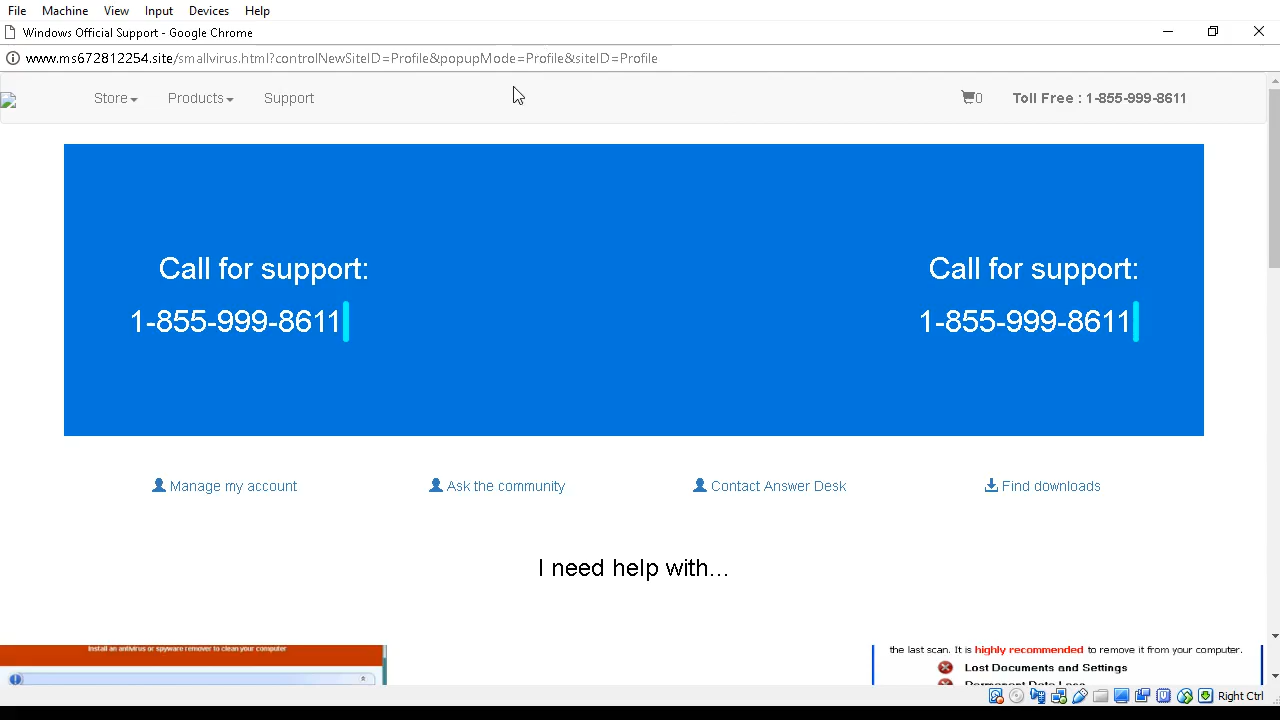 File Machine View Input Devices Help
Windows Official Support - Google Chrome
www.ms672812254.site/smallvirus.html?controlNewSiteID=Profile&popupMode=Profile&siteID=Profile
Store Products Support 0 Toll Free : 1-855-999-8611
Call for support: Call for support:
1-855-999-8611 1-855-999-8611
Manage my account Ask the community Contact Answer Desk Find downloads
I need help with...
Install an antivirus or spyware remover to clean your computer
the last scan. It is highly recommended to remove it from your computer.
Lost Documents and Settings
Permanent Data Loss
Right Ctrl